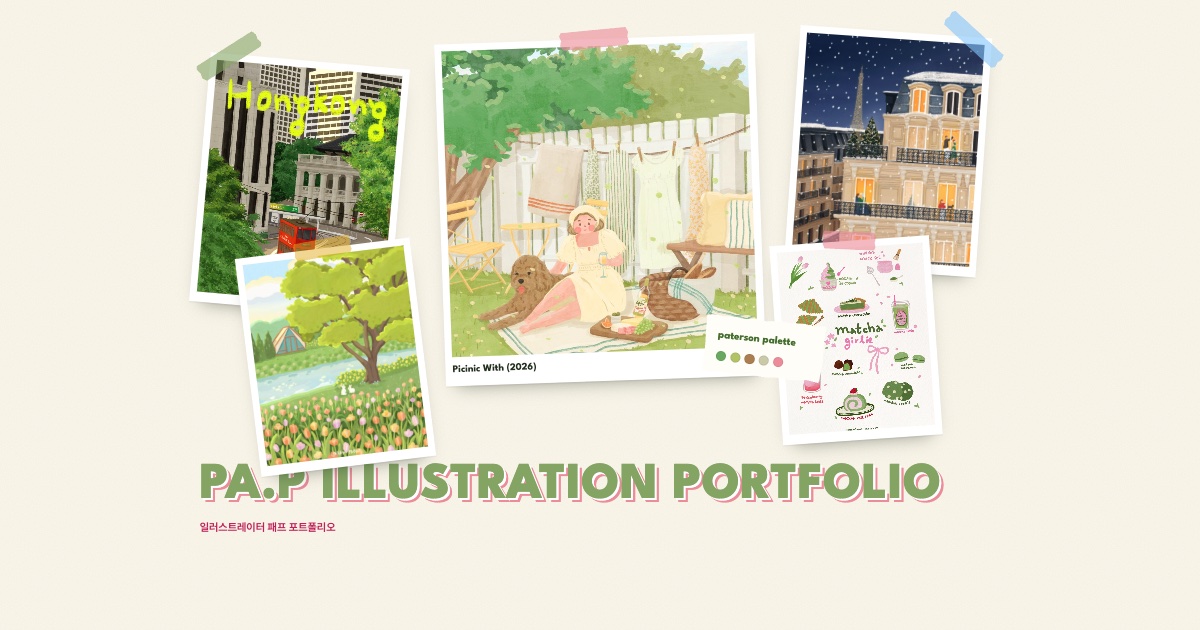 Hongkong
Picinic With (2026)
paterson palette
matcha
girlie
PA.P ILLUSTRATION PORTFOLIO
일러스트레이터 패프 포트폴리오